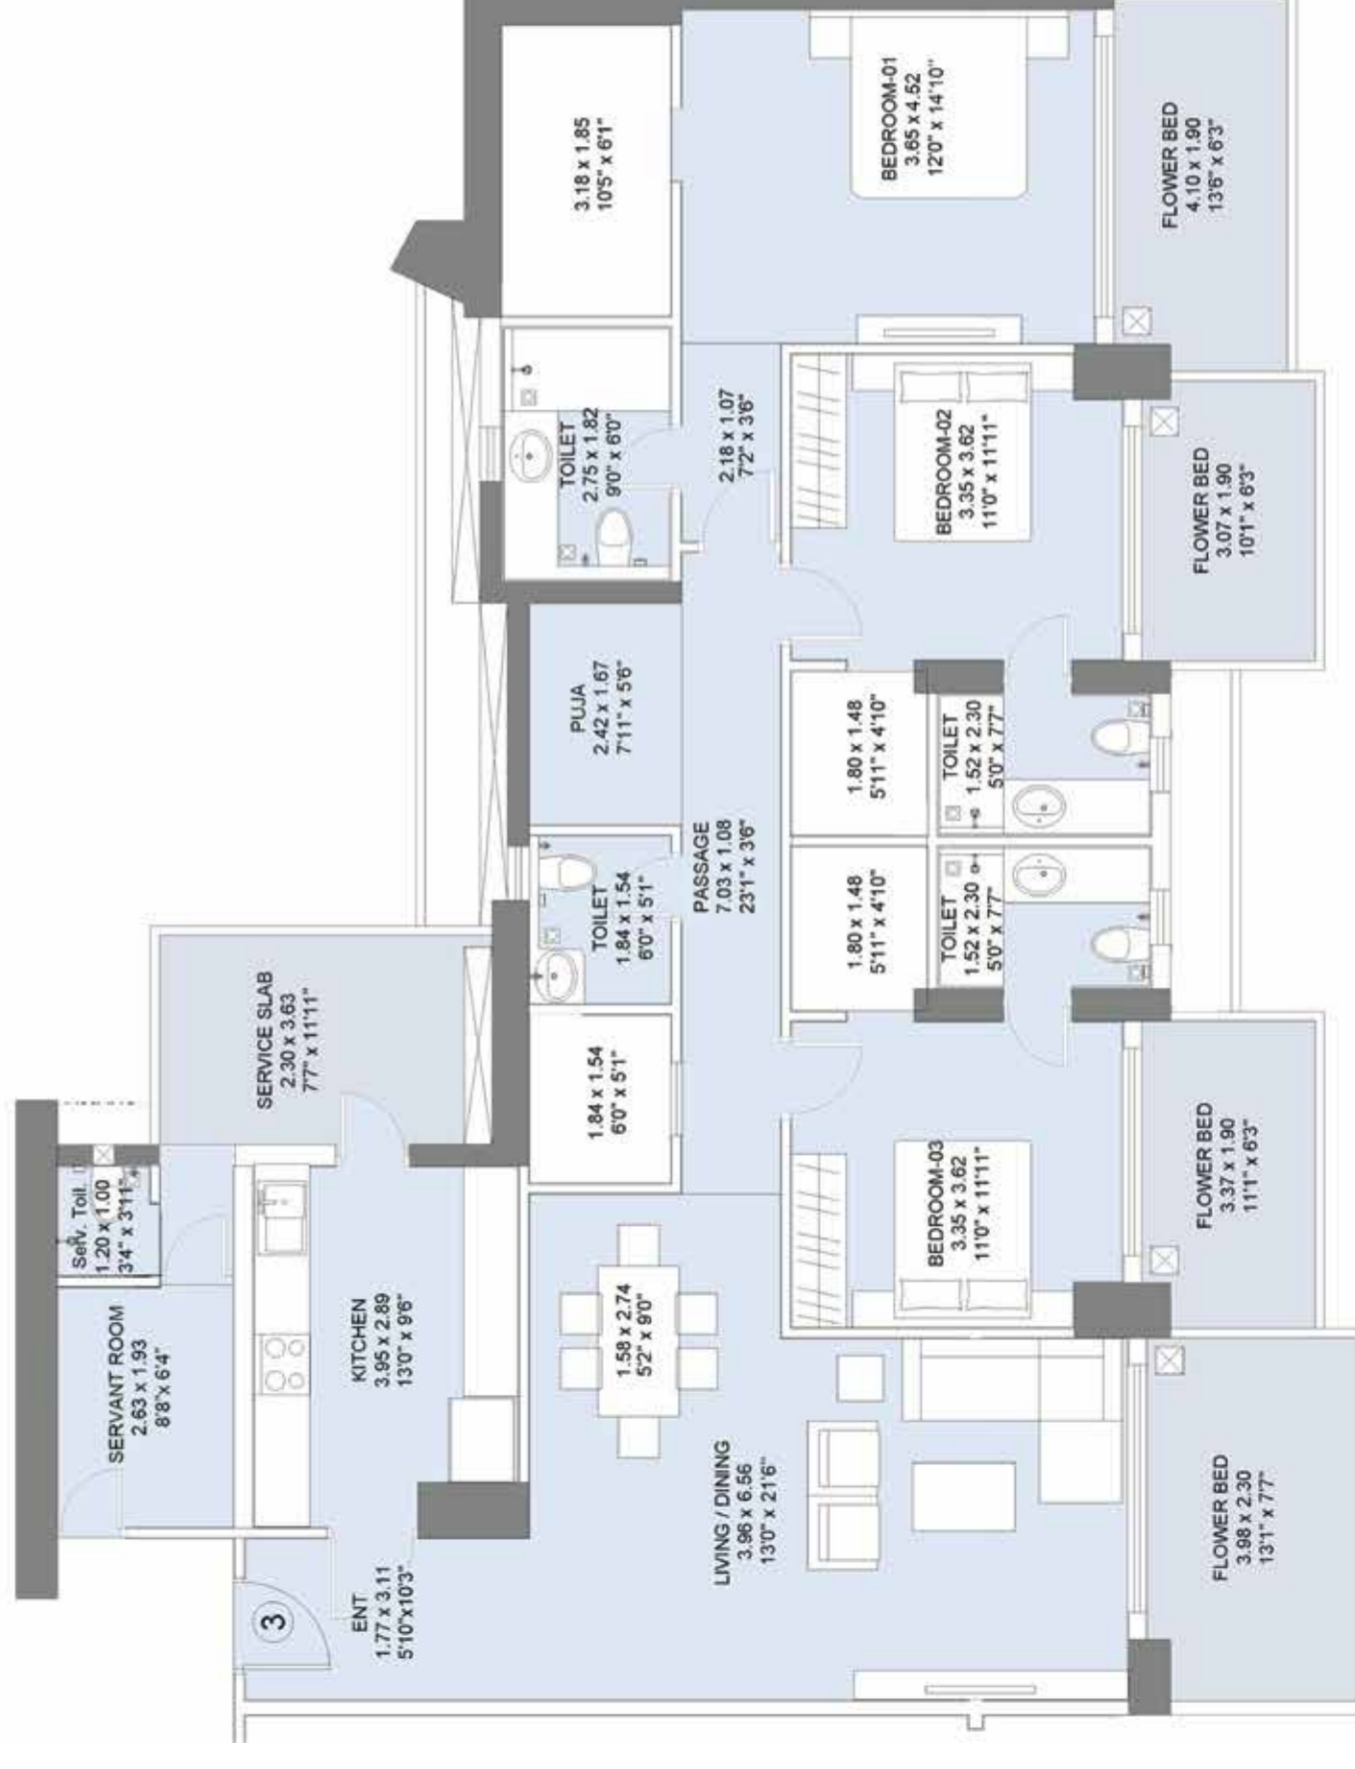 Serv. Toil.
1.20 x 1.00
3'4" x 3'11"
SERVANT ROOM
2.63 x 1.93
8'8"x 6'4"
SERVICE SLAB
2.30 x 3.63
7'7" x 11'11"
KITCHEN
3.95 x 2.89
13'0" x 9'6"
3
ENT
1.77 x 3.11
5'10"x10'3"
3.18 x 1.85
10'5" x 6'1"
TOILET
2.75 x 1.82
9'0" x 6'0"
PUJA
2.42 x 1.67
7'11" x 5'6"
TOILET
1.84 x 1.54
6'0" x 5'1"
1.84 x 1.54
6'0" x 5'1"
1.58 x 2.74
5'2" x 9'0"
2.18 x 1.07
7'2" x 3'6"
PASSAGE
7.03 x 1.08
23'1" x 3'6"
LIVING / DINING
3.96 x 6.56
13'0" x 21'6"
BEDROOM-01
3.65 x 4.52
12'0" x 14'10"
BEDROOM-02
3.35 x 3.62
11'0" x 11'11"
1.80 x 1.48
5'11" x 4'10"
1.80 x 1.48
5'11" x 4'10"
TOILET
1.52 x 2.30
5'0" x 7'7"
TOILET
1.52 x 2.30
5'0" x 7'7"
BEDROOM-03
3.35 x 3.62
11'0" x 11'11"
FLOWER BED
4.10 x 1.90
13'6" x 6'3"
FLOWER BED
3.07 x 1.90
10'1" x 6'3"
FLOWER BED
3.37 x 1.90
11'1" x 6'3"
FLOWER BED
3.98 x 2.30
13'1" x 7'7"